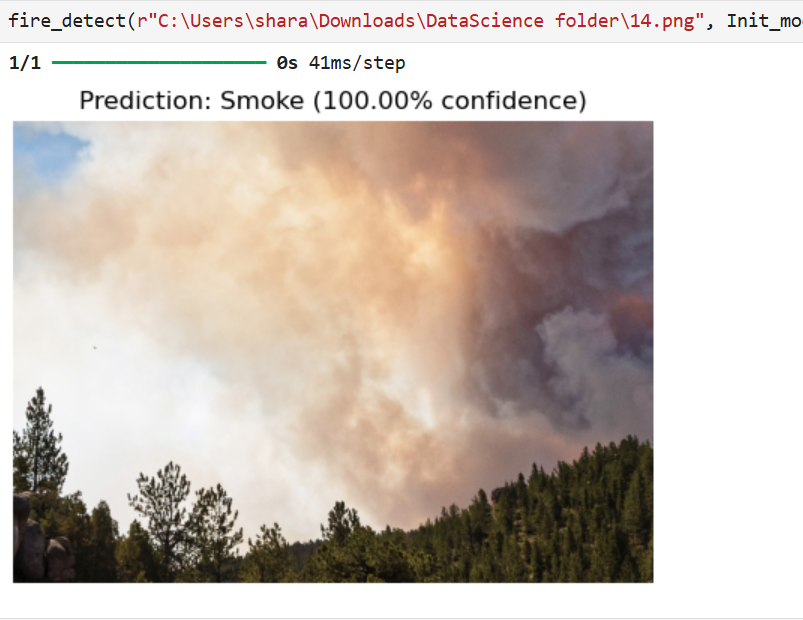 fire_detect(r"C:\Users\shara\Downloads\DataScience folder\14.png", Init_mo
1/1 0s 41ms/step
Prediction: Smoke (100.00% confidence)